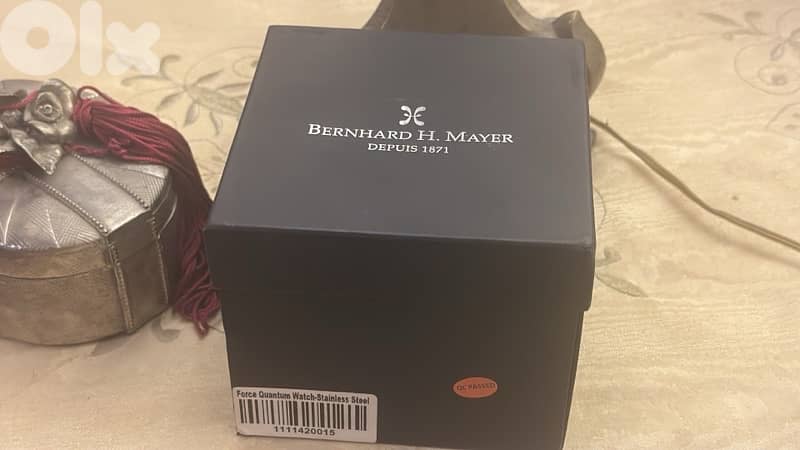 olx
BERNHARD H. MAYER
DEPUIS 1871
QC PASSED
Force Quantum Watch-Stainless Steel
1111420015